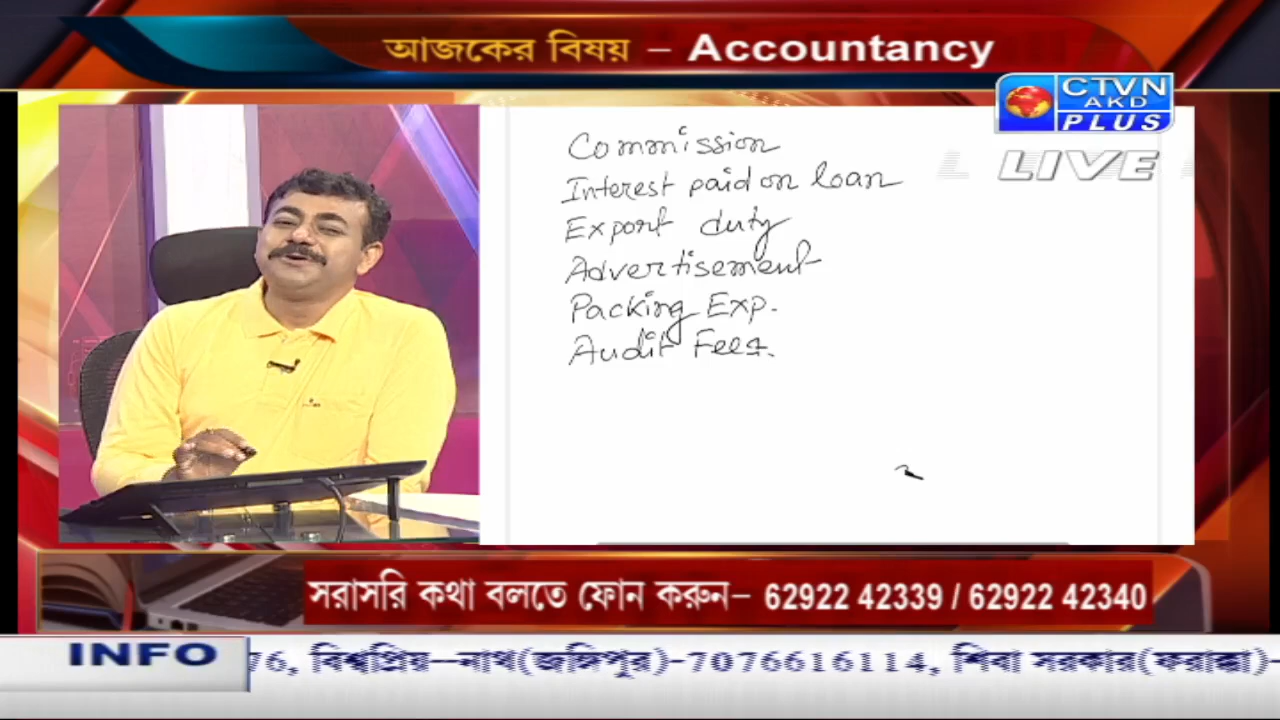 আজকের বিষয় – Accountancy
CTVN
AKD
PLUS
LIVE
Commission
Interest paid on loan
Export duty
Advertisement
Packing Exp.
Audit Fees.
সরাসরি কথা বলতে ফোন করুন– 62922 42339 / 62922 42340
INFO
76, বিশ্বপ্রিয়–নাথ(জঙ্গিপুর)-7076616114, শিবা সরকার(ফরাক্কা)-